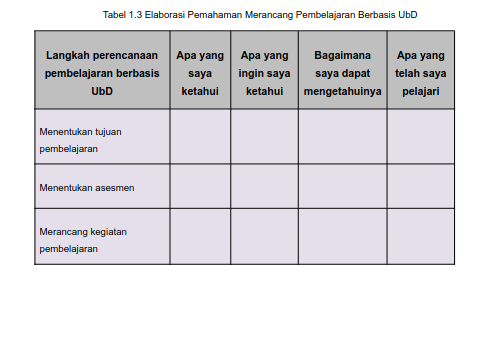 Tabel 1.3 Elaborasi Pemahaman Merancang Pembelajaran Berbasis UbD
Langkah perencanaan
pembelajaran berbasis
UbD
Apa yang
saya
ketahui
Apa yang
ingin saya
ketahui
Bagaimana
saya dapat
mengetahuinya
Apa yang
telah saya
pelajari
Menentukan tujuan
pembelajaran
Menentukan asesmen
Merancang kegiatan
pembelajaran